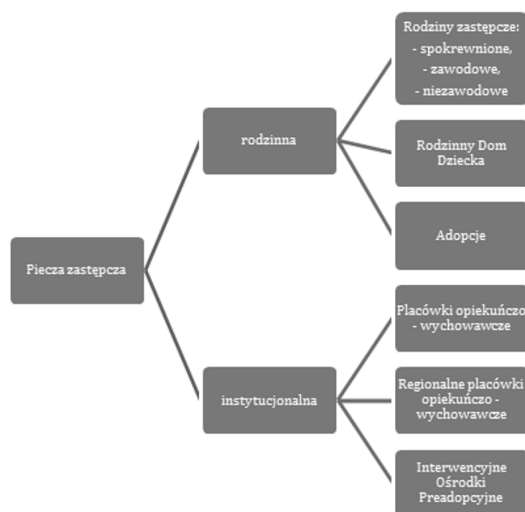 Piecza zastępcza
rodzinna
Rodziny zastępcze:
- spokrewnione,
- zawodowe,
- niezawodowe
Rodzinny Dom
Dziecka
Adopcje
instytucjonalna
Placówki opiekuńczo
- wychowawcze
Regionalne placówki
opiekuńczo -
wychowawcze
Interwencyjne
Ośrodki
Preadopcyjne